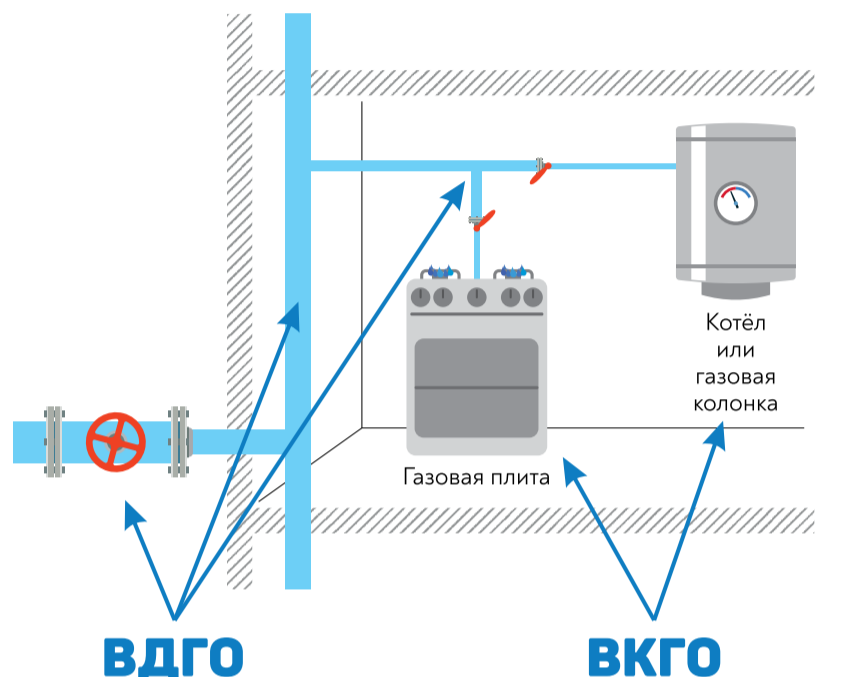 Котёл
или
газовая
колонка
Газовая плита
ВДГО
ВКГО